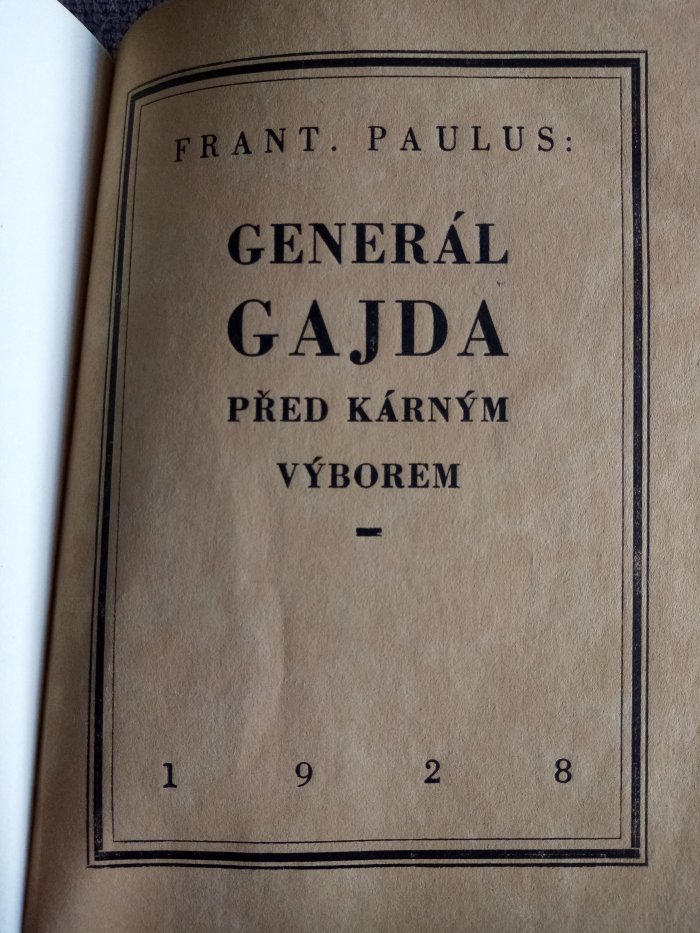 FRANT. PAULUS:
GENERÁL
GAJDA
PŘED KÁRNÝM
VÝBOREM
1 9 2 8